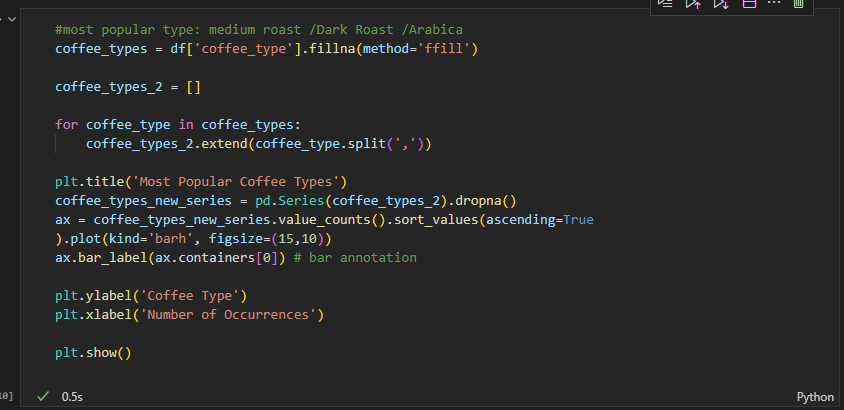 #most popular type: medium roast /Dark Roast /Arabica
coffee_types = df['coffee_type'].fillna(method='ffill')
coffee_types_2 = []
for coffee_type in coffee_types:
    coffee_types_2.extend(coffee_type.split(','))
plt.title('Most Popular Coffee Types')
coffee_types_new_series = pd.Series(coffee_types_2).dropna()
ax = coffee_types_new_series.value_counts().sort_values(ascending=True
).plot(kind='barh', figsize=(15,10))
ax.bar_label(ax.containers[0]) # bar annotation
plt.ylabel('Coffee Type')
plt.xlabel('Number of Occurrences')
plt.show()
0.5s
Python